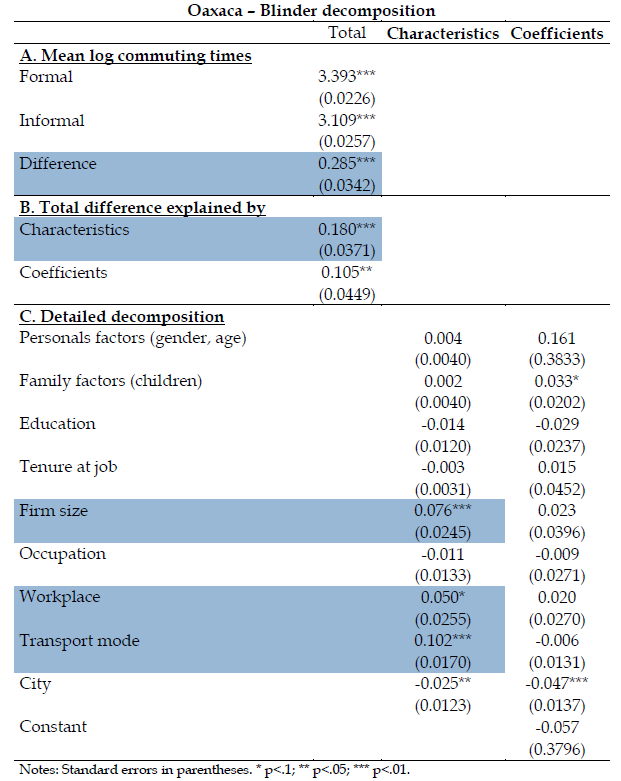 Oaxaca – Blinder decomposition
Total Characteristics Coefficients
A. Mean log commuting times
Formal 3.393***
(0.0226)
Informal 3.109***
(0.0257)
Difference 0.285***
(0.0342)
B. Total difference explained by
Characteristics 0.180***
(0.0371)
Coefficients 0.105**
(0.0449)
C. Detailed decomposition
Personals factors (gender, age) 0.004 0.161
(0.0040) (0.3833)
Family factors (children) 0.002 0.033*
(0.0040) (0.0202)
Education -0.014 -0.029
(0.0120) (0.0237)
Tenure at job -0.003 0.015
(0.0031) (0.0452)
Firm size 0.076*** 0.023
(0.0245) (0.0396)
Occupation -0.011 -0.009
(0.0133) (0.0271)
Workplace 0.050* 0.020
(0.0255) (0.0270)
Transport mode 0.102*** -0.006
(0.0170) (0.0131)
City -0.025** -0.047***
(0.0123) (0.0137)
Constant -0.057
(0.3796)
Notes: Standard errors in parentheses. * p<.1; ** p<.05; *** p<.01.